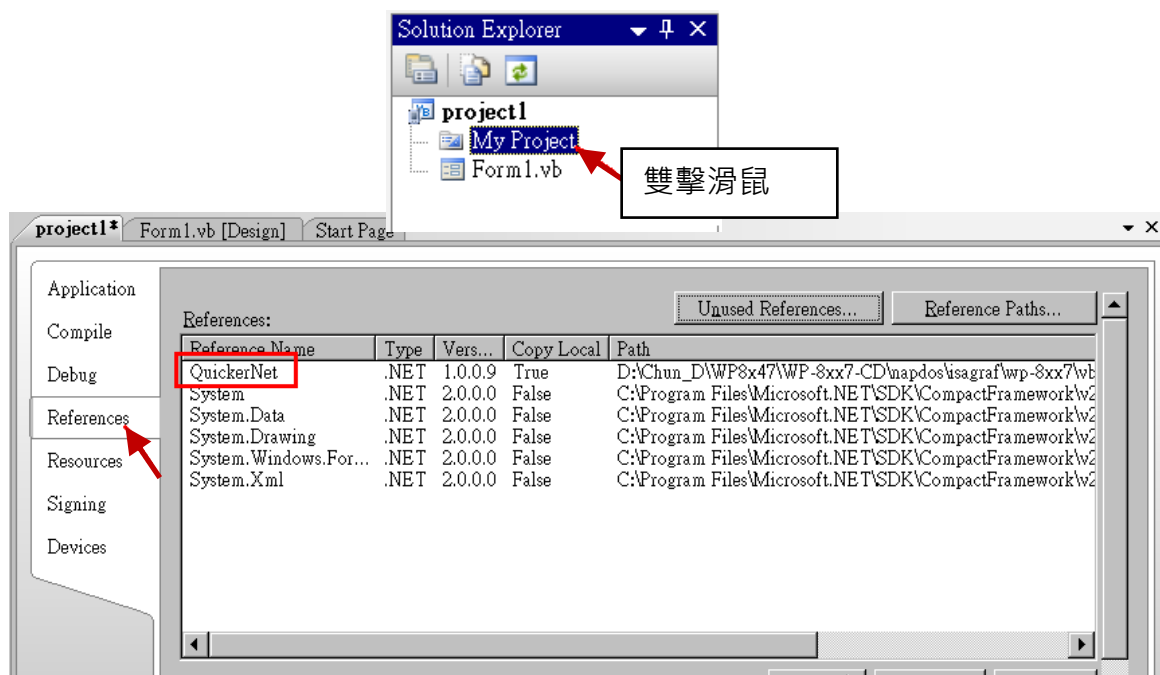 Solution Explorer
project1
My Project
Form1.vb
雙擊滑鼠
project1* Form1.vb [Design] Start Page
Application
Compile
Debug
References
Resources
Signing
Devices
Unused References... Reference Paths...
References:
Reference Name Type Vers... Copy Local Path
QuickerNet .NET 1.0.0.9 True D:\Chun_D\WP8x47\WP-8xx7-CD\napdos\isagraf\wp-8xx7\vb
System .NET 2.0.0.0 False C:\Program Files\Microsoft.NET\SDK\CompactFramework\v2
System.Data .NET 2.0.0.0 False C:\Program Files\Microsoft.NET\SDK\CompactFramework\v2
System.Drawing .NET 2.0.0.0 False C:\Program Files\Microsoft.NET\SDK\CompactFramework\v2
System.Windows.For... .NET 2.0.0.0 False C:\Program Files\Microsoft.NET\SDK\CompactFramework\v2
System.Xml .NET 2.0.0.0 False C:\Program Files\Microsoft.NET\SDK\CompactFramework\v2